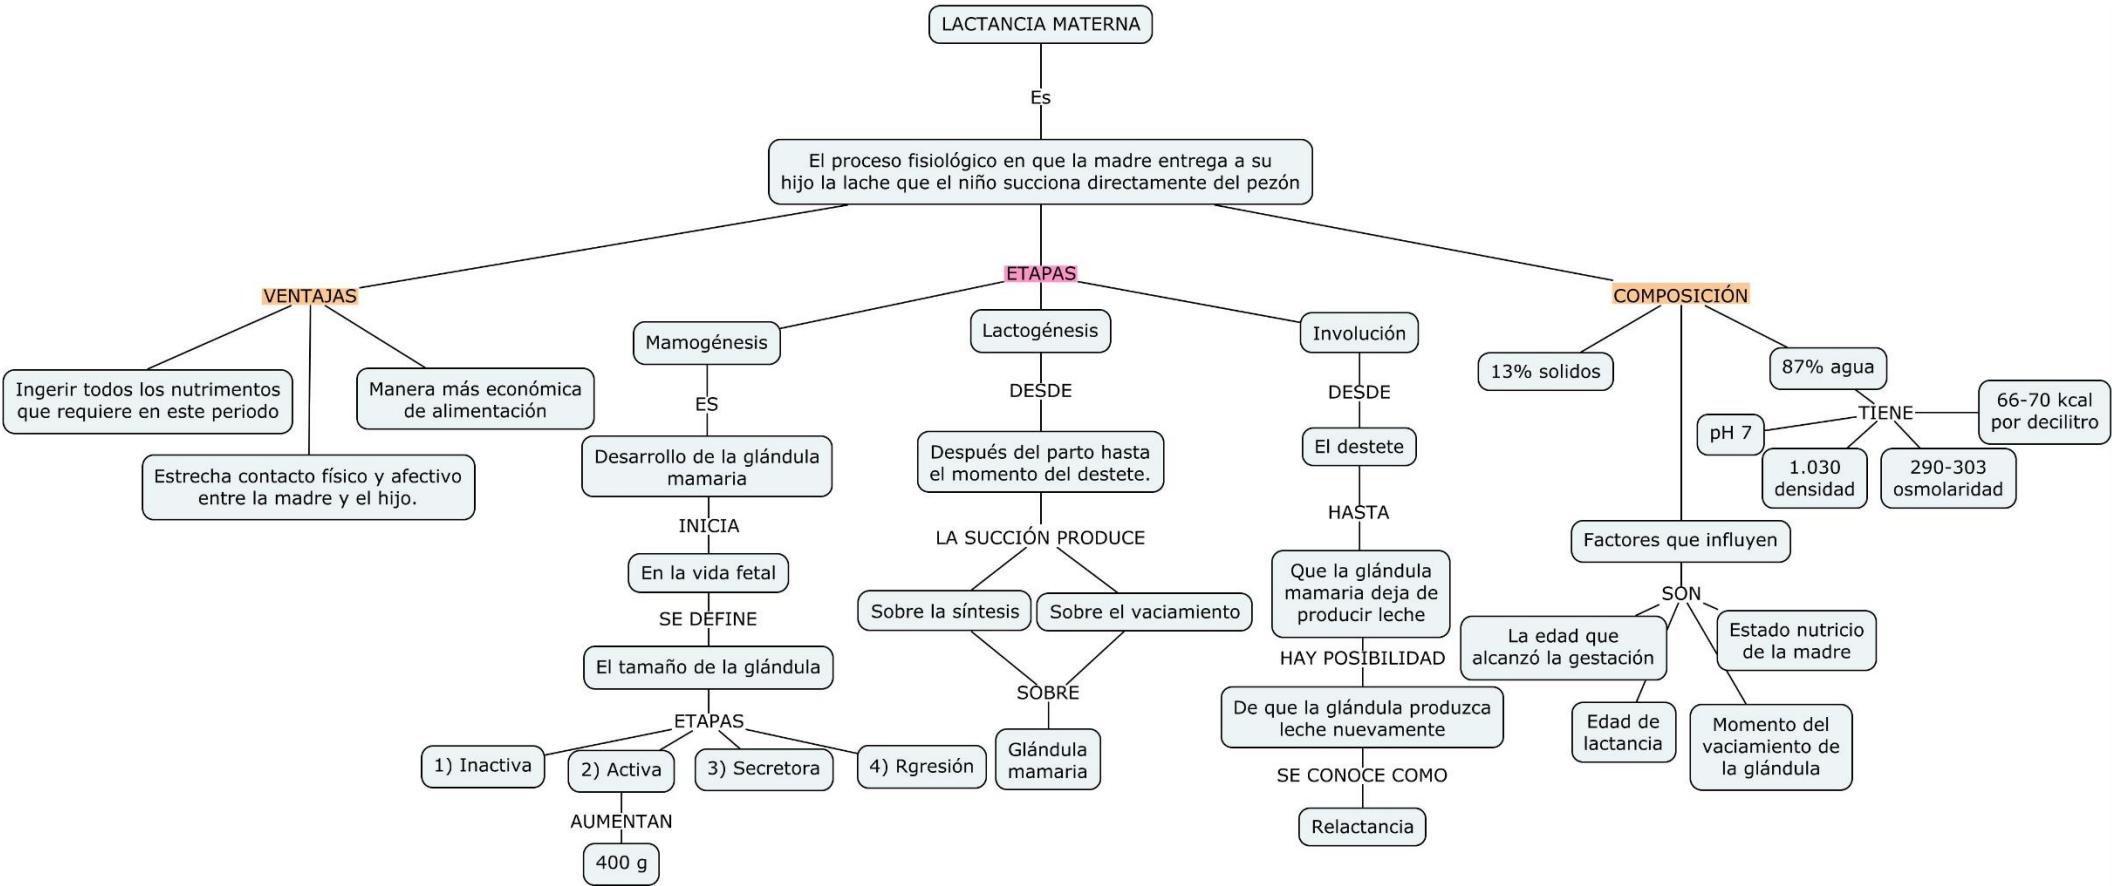 LACTANCIA MATERNA
Es
El proceso fisiológico en que la madre entrega a su
hijo la lache que el niño succiona directamente del pezón
VENTAJAS
Ingerir todos los nutrimentos
que requiere en este periodo
Estrecha contacto físico y afectivo
entre la madre y el hijo.
Manera más económica
de alimentación
ETAPAS
Mamogénesis
ES
Desarrollo de la glándula
mamaria
INICIA
En la vida fetal
SE DEFINE
El tamaño de la glándula
ETAPAS
1) Inactiva
2) Activa
3) Secretora
4) Rgresión
AUMENTAN
400 g
Lactogénesis
DESDE
Después del parto hasta
el momento del destete.
LA SUCCIÓN PRODUCE
Sobre la síntesis
Sobre el vaciamiento
SOBRE
Glándula
mamaria
Involución
DESDE
El destete
HASTA
Que la glándula
mamaria deja de
producir leche
HAY POSIBILIDAD
De que la glándula produzca
leche nuevamente
SE CONOCE COMO
Relactancia
COMPOSICIÓN
13% solidos
87% agua
TIENE
pH 7
1.030
densidad
290-303
osmolaridad
66-70 kcal
por decilitro
Factores que influyen
SON
La edad que
alcanzó la gestación
Edad de
lactancia
Momento del
vaciamiento de
la glándula
Estado nutricio
de la madre